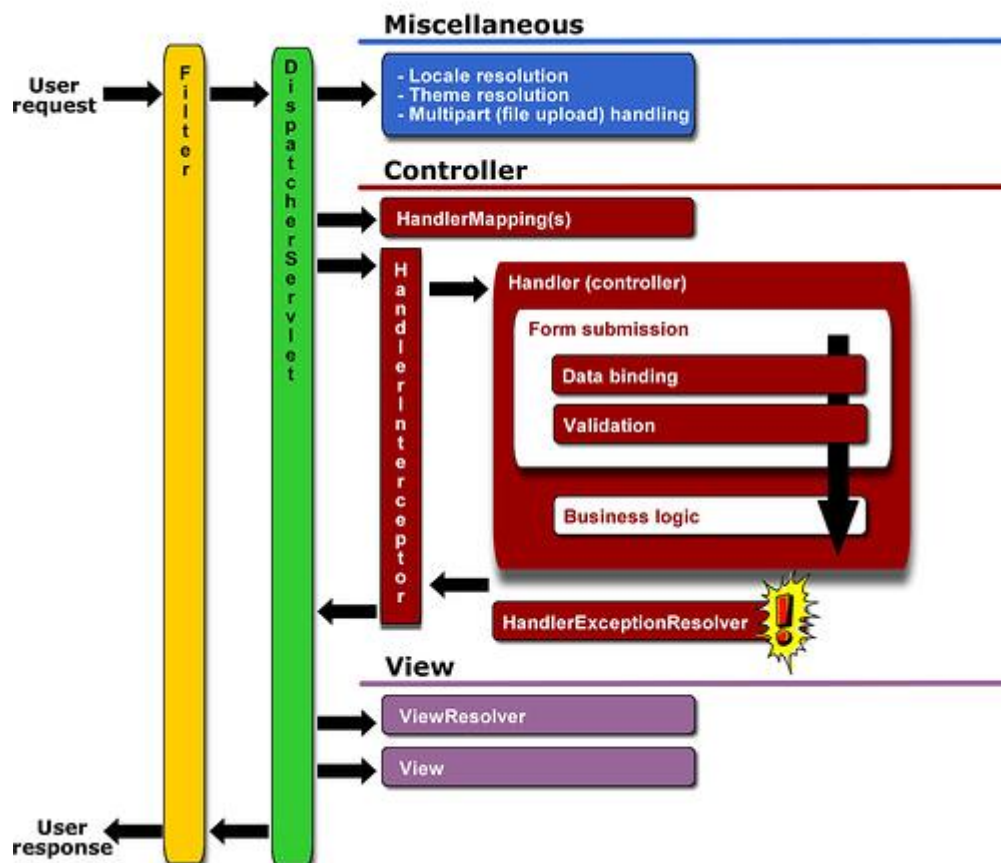 Miscellaneous
User
request
Filter
DispatcherServlet
- Locale resolution
- Theme resolution
- Multipart (file upload) handling
Controller
HandlerMapping(s)
HandlerInterceptor
Handler (controller)
Form submission
Data binding
Validation
Business logic
HandlerExceptionResolver
!
View
ViewResolver
View
User
response